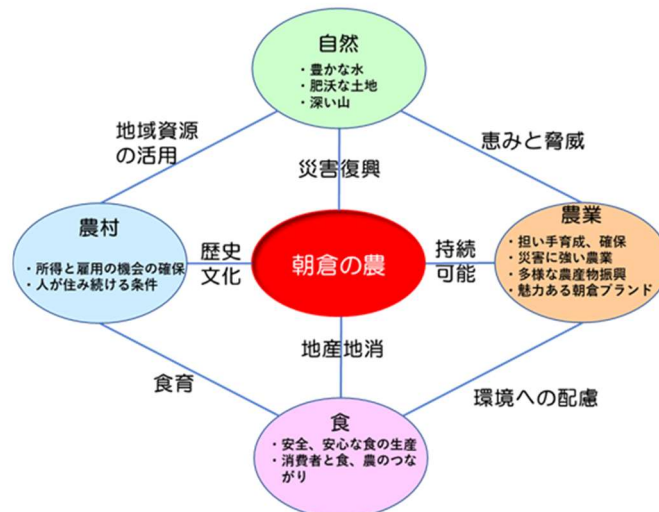 自然
・豊かな水
・肥沃な土地
・深い山
地域資源
の活用
恵みと脅威
災害復興
農村
・所得と雇用の機会の確保
・人が住み続ける条件
歴史
文化
朝倉の農
持続
可能
農業
・担い手育成、確保
・災害に強い農業
・多様な農産物振興
・魅力ある朝倉ブランド
地産地消
食育
環境への配慮
食
・安全、安心な食の生産
・消費者と食、農のつな
がり